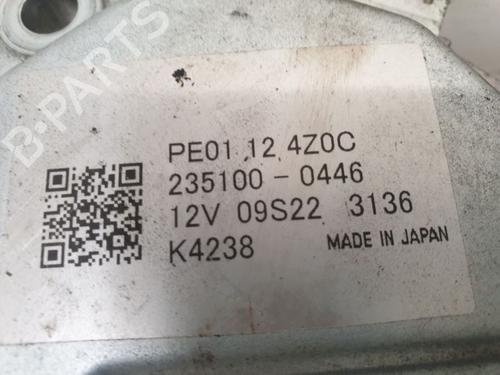 PE01 12 4Z0C
235100-0446
12V 09S22 3136
K4238 MADE IN JAPAN
B-PARTS